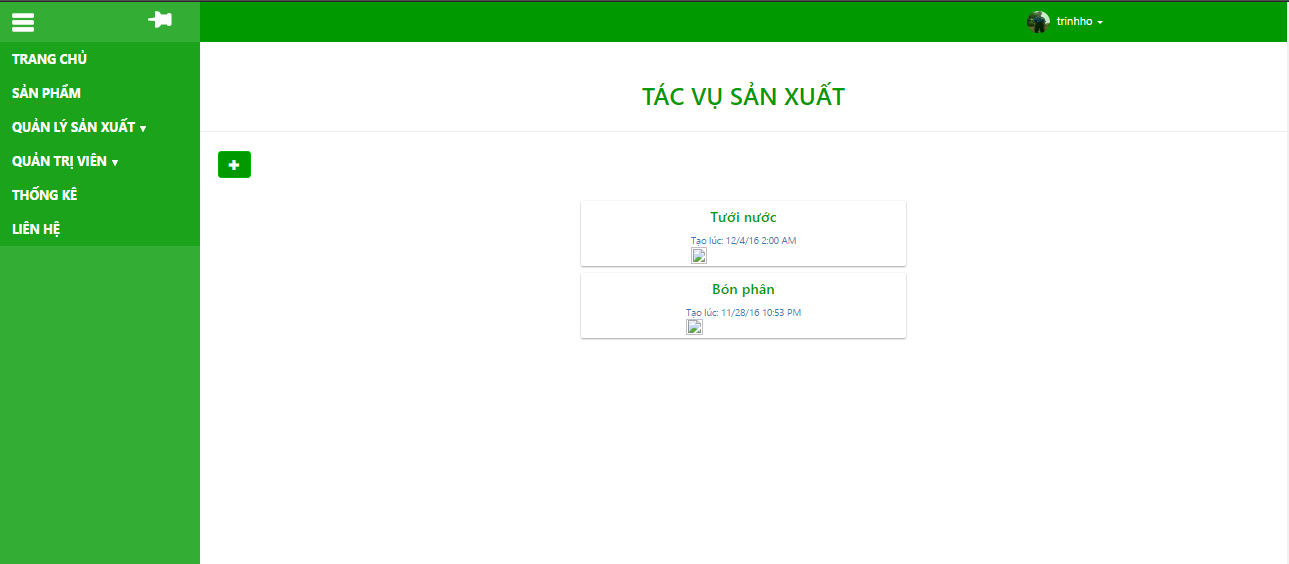 trinhho
TRANG CHỦ
SẢN PHẨM
QUẢN LÝ SẢN XUẤT ▾
QUẢN TRỊ VIÊN ▾
THỐNG KÊ
LIÊN HỆ
TÁC VỤ SẢN XUẤT
Tưới nước
Tạo lúc: 12/4/16 2:00 AM
Bón phân
Tạo lúc: 11/28/16 10:53 PM